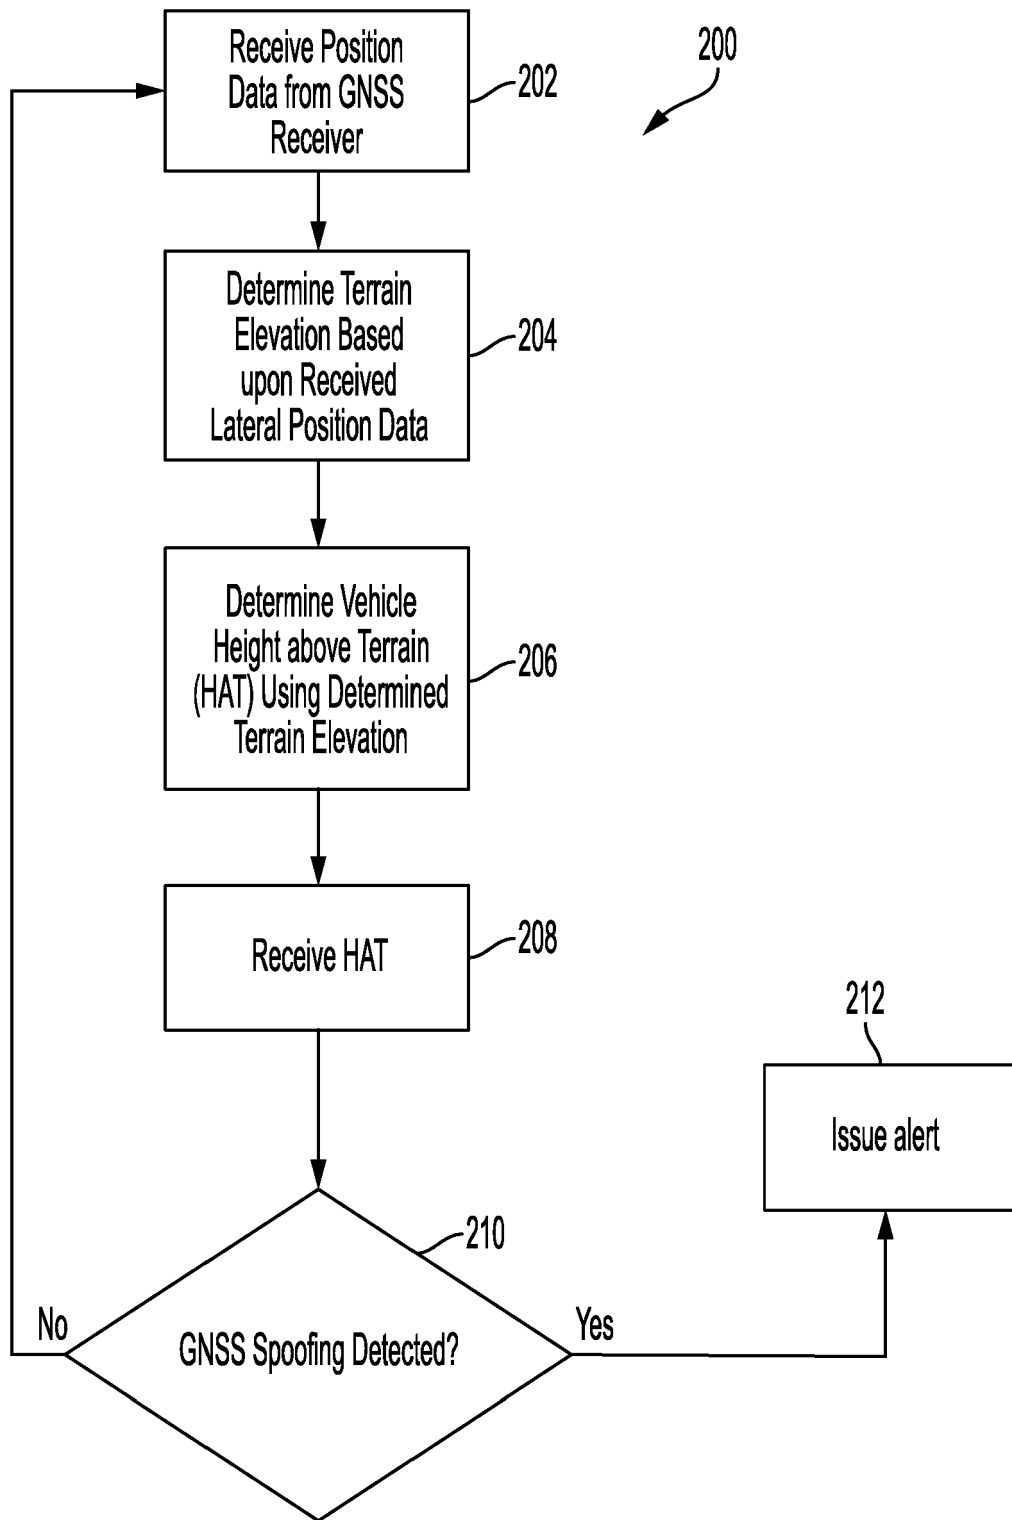 Receive Position
Data from GNSS
Receiver
202
200
Determine Terrain
Elevation Based
upon Received
Lateral Position Data
204
Determine Vehicle
Height above Terrain
(HAT) Using Determined
Terrain Elevation
206
Receive HAT
208
212
Issue alert
210
No
Yes
GNSS Spoofing Detected?